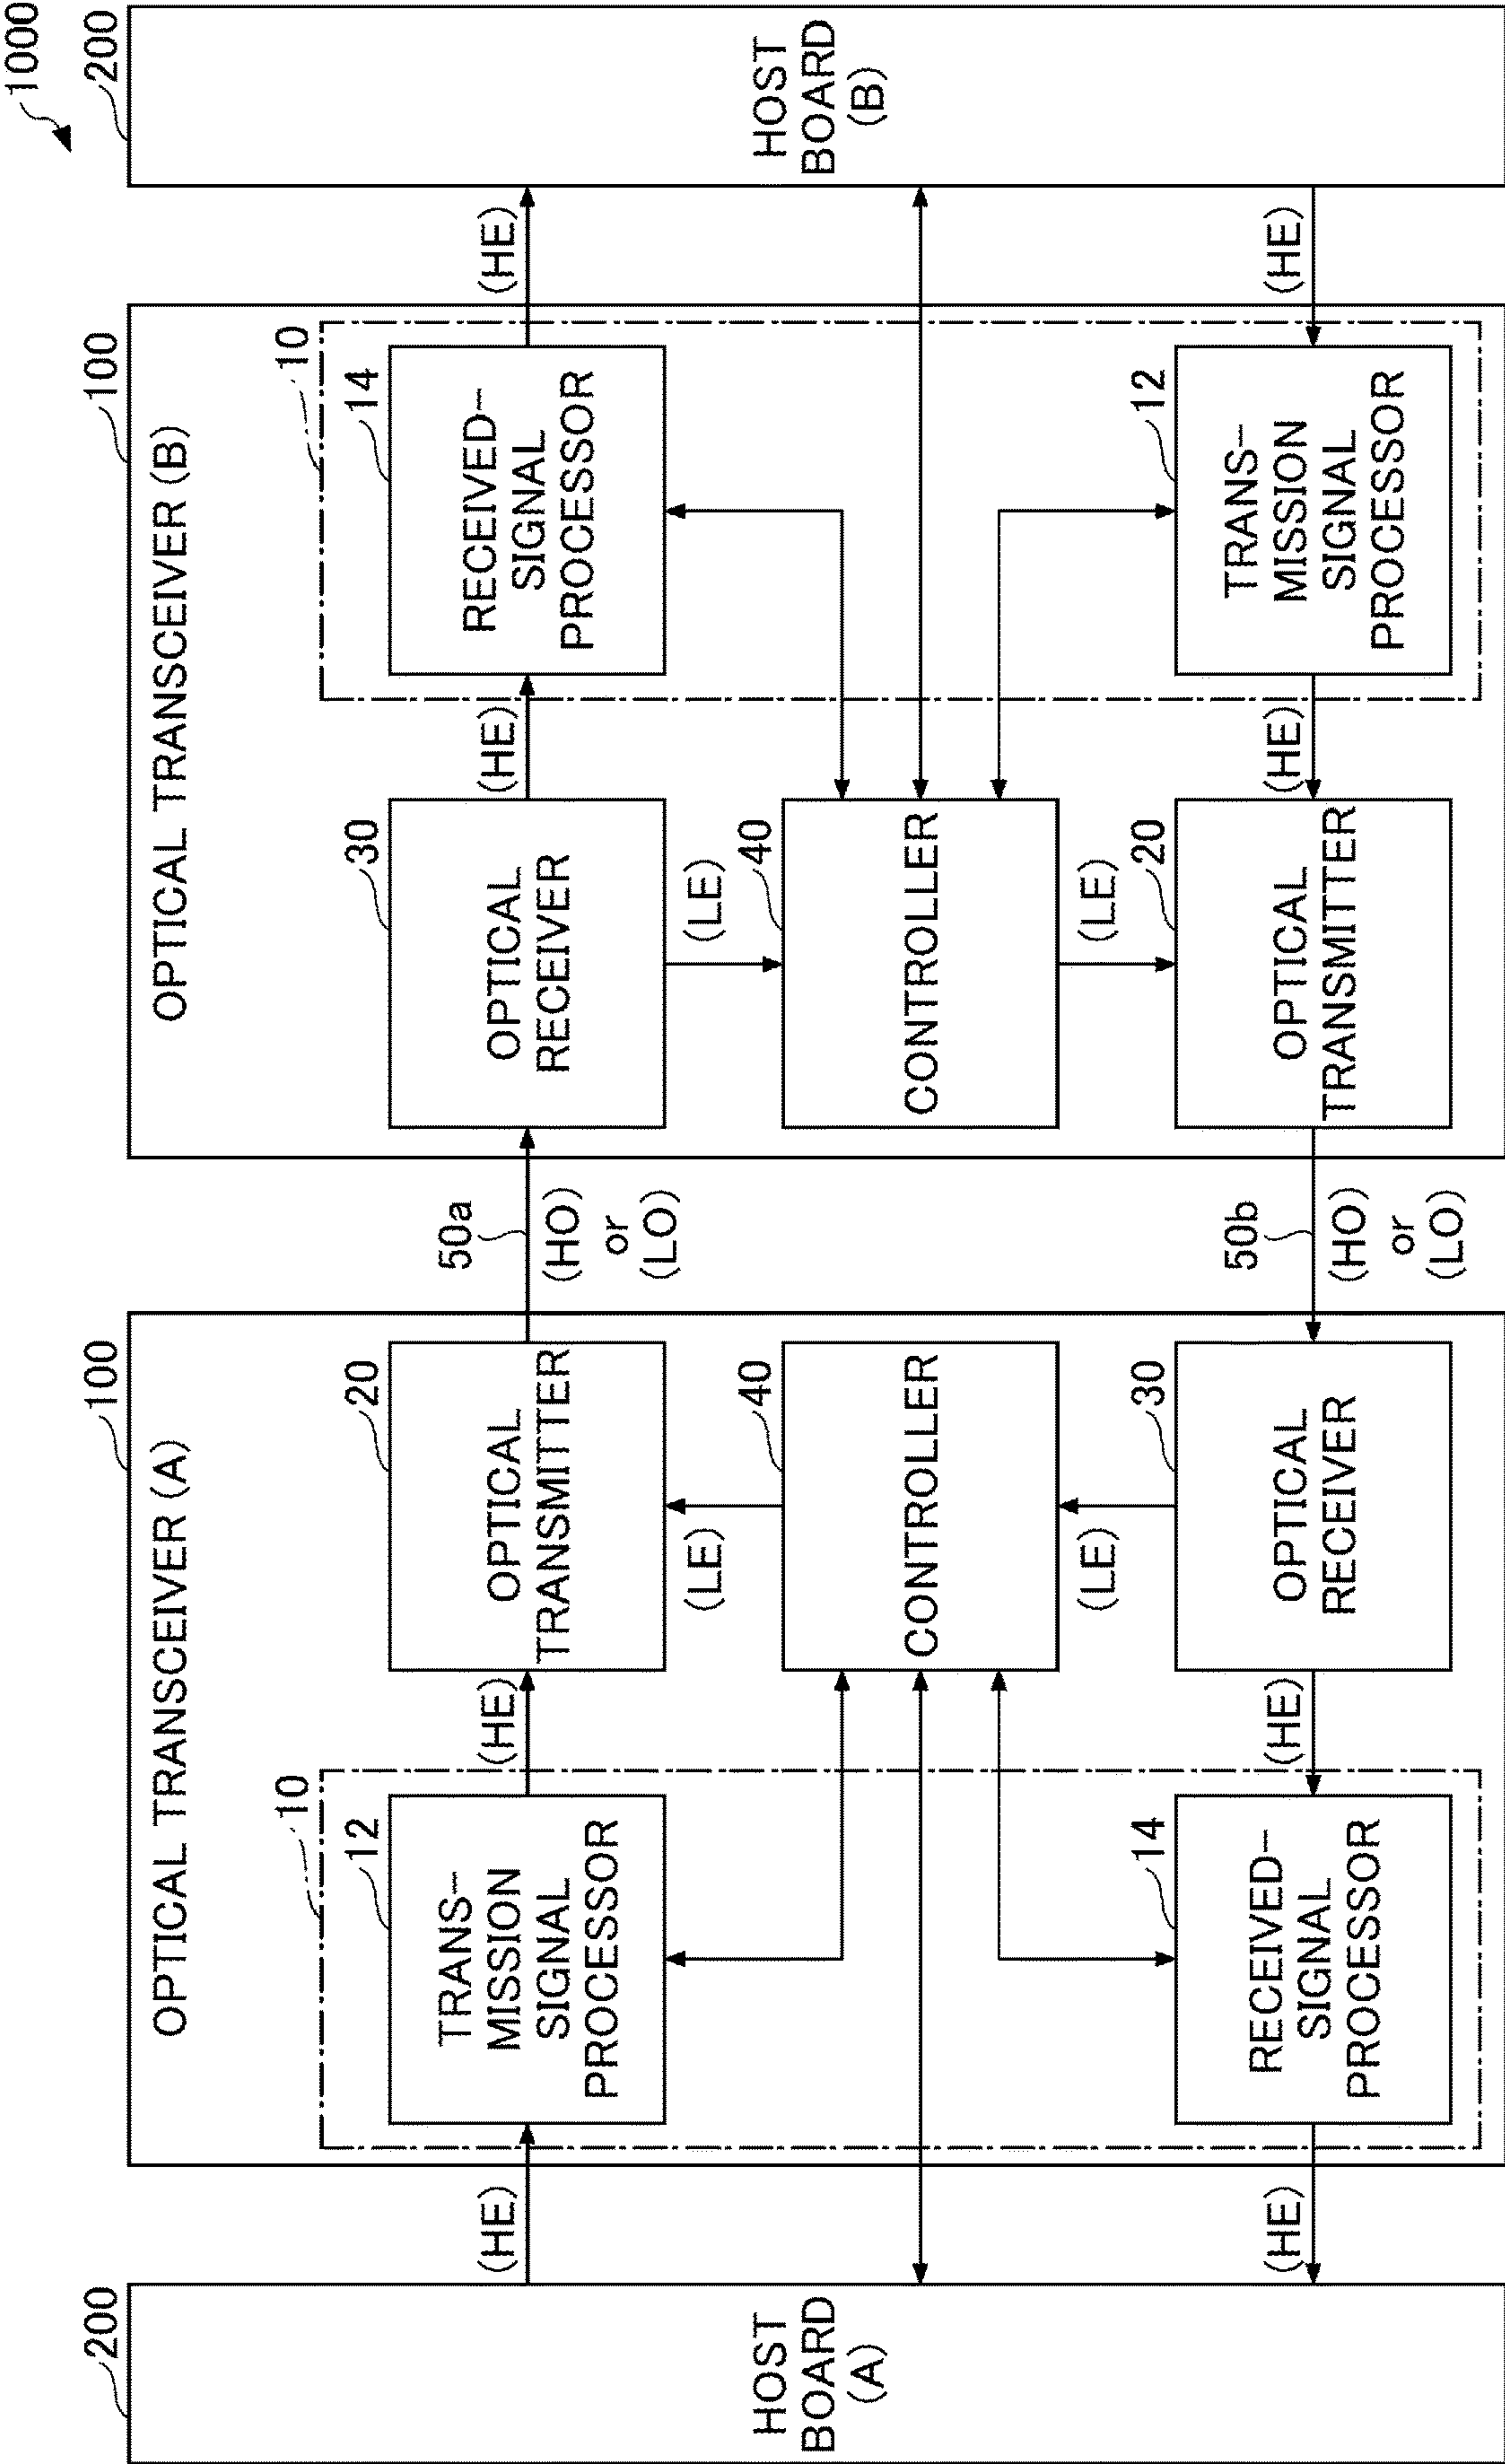 1000
200
100
100
200
HOST
BOARD
(A)
OPTICAL TRANSCEIVER (A)
10
(HE)
12
TRANS-
MISSION
SIGNAL
PROCESSOR
(HE)
20
OPTICAL
TRANSMITTER
(LE)
40
CONTROLLER
(LE)
(HE)
14
RECEIVED-
SIGNAL
PROCESSOR
(HE)
30
OPTICAL
RECEIVER
50a
(HO)
or
(LO)
50b
(HO)
or
(LO)
OPTICAL TRANSCEIVER (B)
30
OPTICAL
RECEIVER
(HE)
10
14
RECEIVED-
SIGNAL
PROCESSOR
(HE)
(LE)
40
CONTROLLER
(LE)
20
OPTICAL
TRANSMITTER
(HE)
12
TRANS-
MISSION
SIGNAL
PROCESSOR
(HE)
HOST
BOARD
(B)